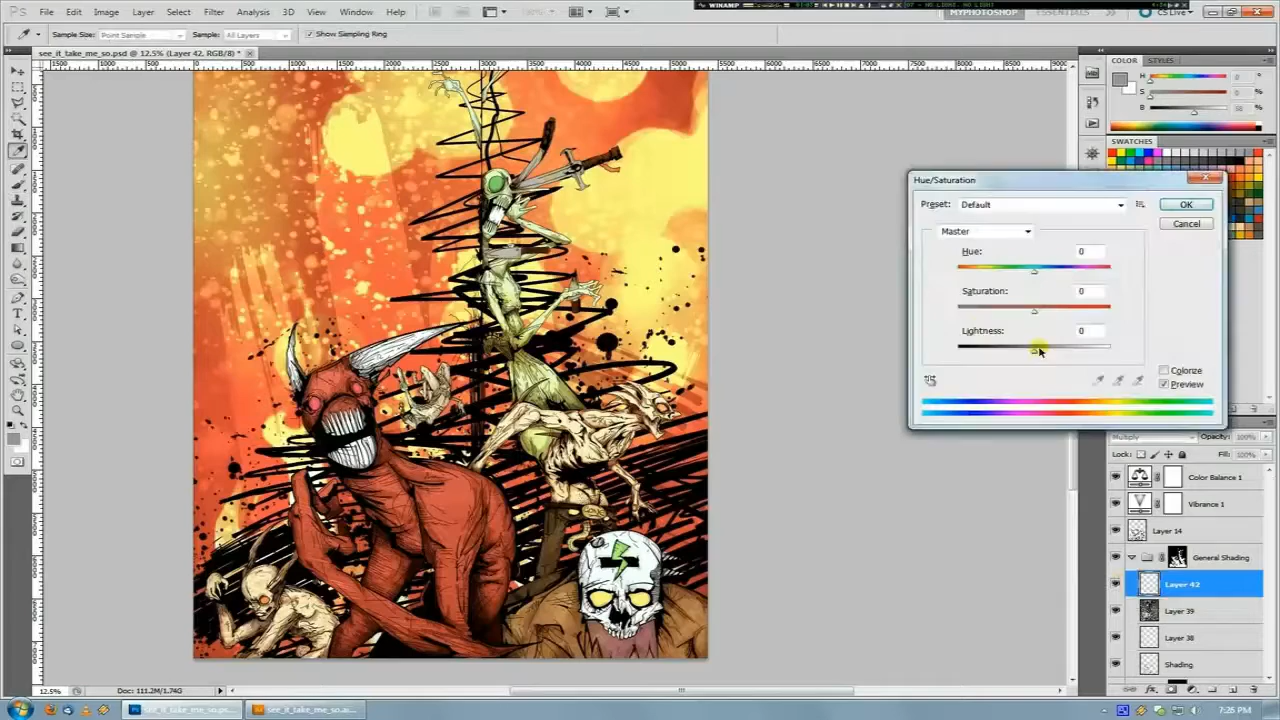 PS File Edit Image Layer Select Filter Analysis 3D View Window Help
WINAMP
MYPHOTOSHOP ESSENTIALS CS Live
Sample Size: Point Sample Sample: All Layers Show Sampling Ring
see_it_take_me_so.psd @ 12.5% (Layer 42, RGB/8) *
1500 1000 500 0 500 1000 1500 2000 2500 3000 3500 4000 4500 5000 5500 6000 6500 7000 7500 8000 8500 9000
COLOR STYLES
H 0 °
S 0 %
B 58 %
SWATCHES
Hue/Saturation
Preset: Default
OK
Cancel
Master
Hue: 0
Saturation: 0
Lightness: 0
Colorize
Preview
Multiply Opacity: 100%
Lock: Fill: 100%
Color Balance 1
Vibrance 1
Layer 14
General Shading
Layer 42
Layer 39
Layer 38
Shading
12.5% Doc: 111.2M/1.74G
see_it_take_me_so.ps... see_it_take_me_so.ai... 7:26 PM